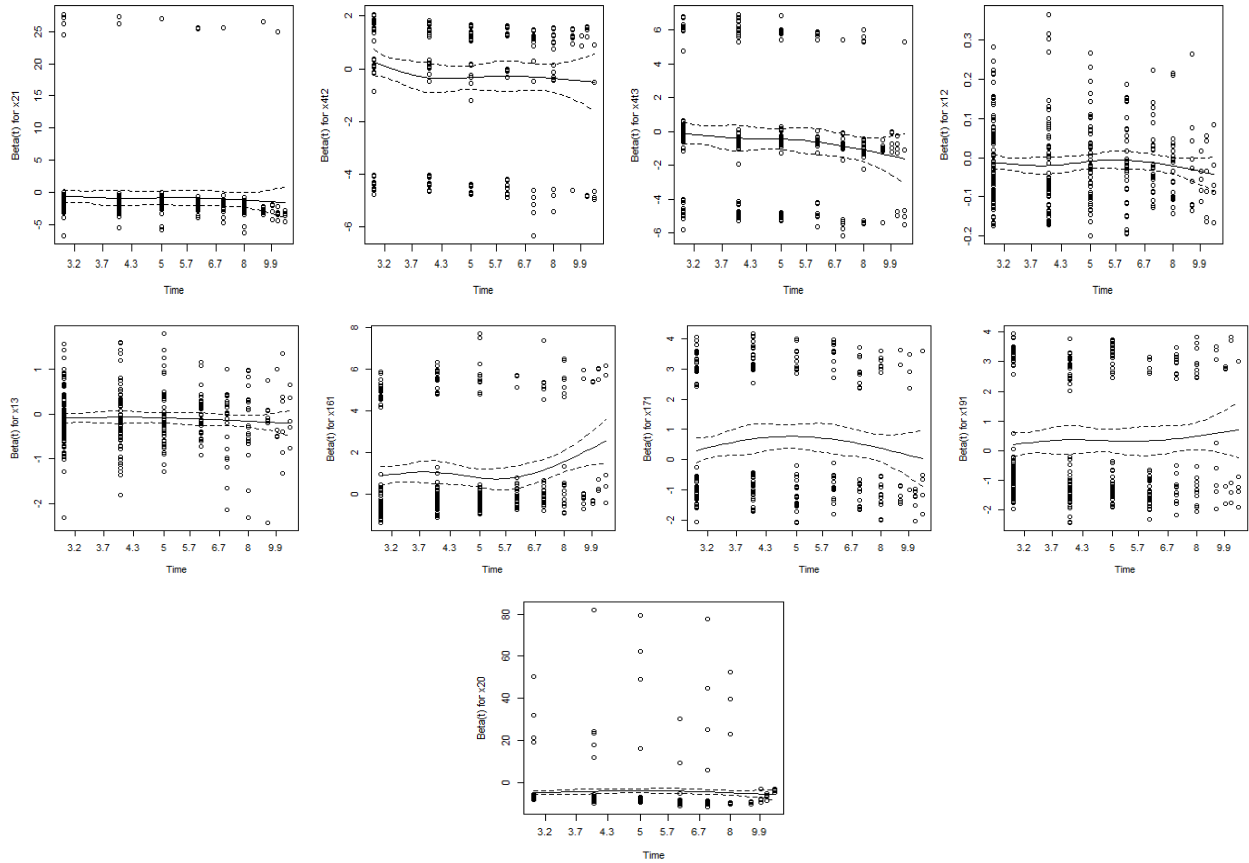 Beta(t) for x21
25
20
15
10
5
0
-5
3.2 3.7 4.3 5 5.7 6.7 8 9.9
Time
Beta(t) for x4t2
2
0
-2
-4
-6
3.2 3.7 4.3 5 5.7 6.7 8 9.9
Time
Beta(t) for x4t3
8
6
4
2
0
-2
-4
-6
3.2 3.7 4.3 5 5.7 6.7 8 9.9
Time
Beta(t) for x12
0.3
0.2
0.1
0.0
-0.1
-0.2
3.2 3.7 4.3 5 5.7 6.7 8 9.9
Time
Beta(t) for x13
1
0
-1
-2
3.2 3.7 4.3 5 5.7 6.7 8 9.9
Time
Beta(t) for x161
8
6
4
2
0
3.2 3.7 4.3 5 5.7 6.7 8 9.9
Time
Beta(t) for x171
4
3
2
1
0
-1
-2
3.2 3.7 4.3 5 5.7 6.7 8 9.9
Time
Beta(t) for x191
4
3
2
1
0
-1
-2
3.2 3.7 4.3 5 5.7 6.7 8 9.9
Time
Beta(t) for x20
80
60
40
20
0
3.2 3.7 4.3 5 5.7 6.7 8 9.9
Time